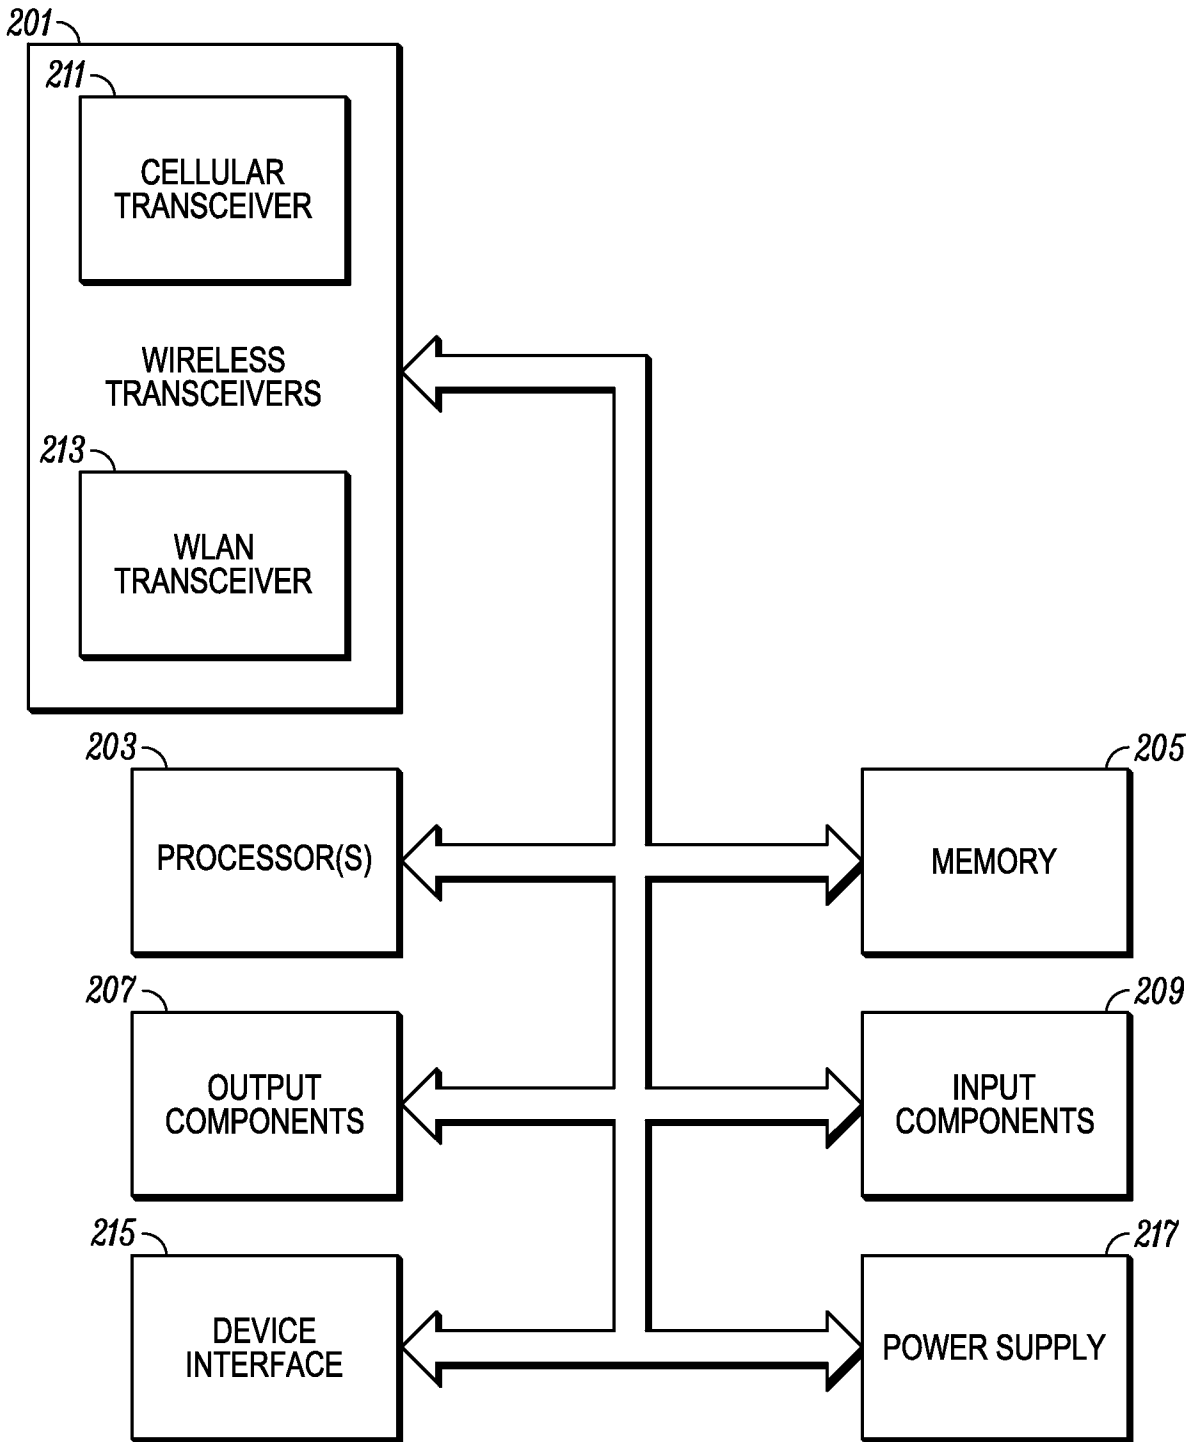 201
211
CELLULAR
TRANSCEIVER
WIRELESS
TRANSCEIVERS
213
WLAN
TRANSCEIVER
203
PROCESSOR(S)
205
MEMORY
207
OUTPUT
COMPONENTS
209
INPUT
COMPONENTS
215
DEVICE
INTERFACE
217
POWER SUPPLY